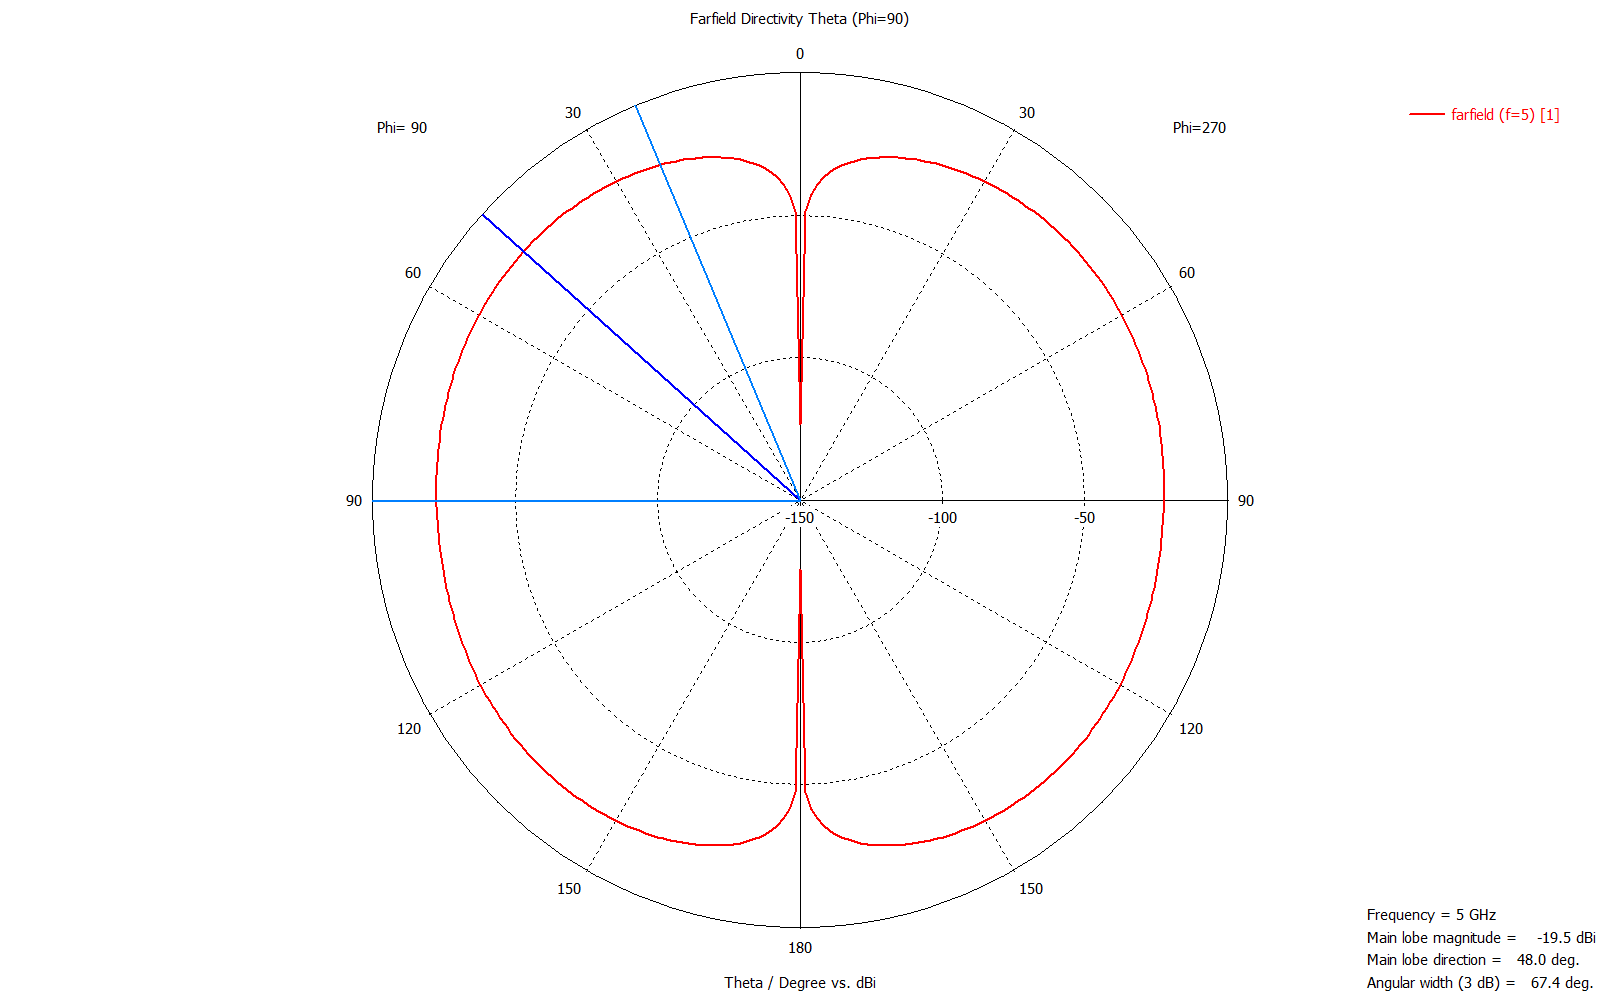 Farfield Directivity Theta (Phi=90)
0
30
30
Phi= 90
Phi=270
farfield (f=5) [1]
60
60
90
90
-150
-100
-50
120
120
150
150
180
Theta / Degree vs. dBi
Frequency = 5 GHz
Main lobe magnitude = -19.5 dBi
Main lobe direction = 48.0 deg.
Angular width (3 dB) = 67.4 deg.